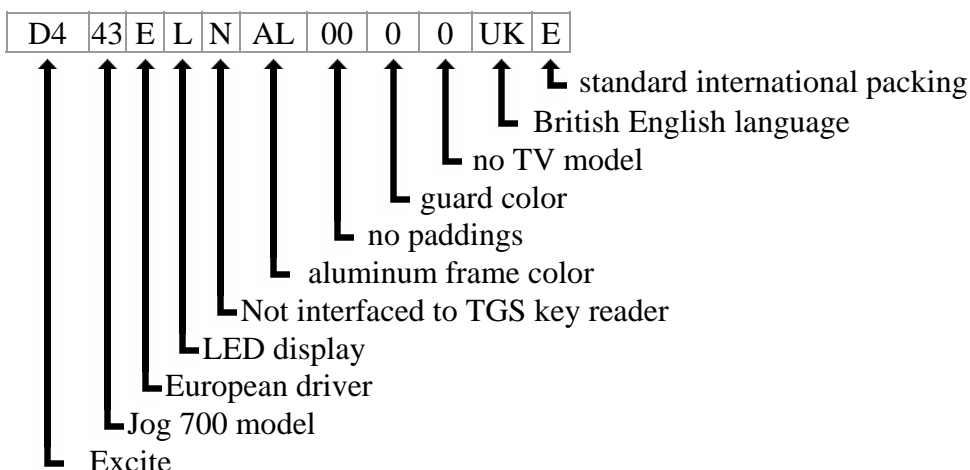 D4 43 E L N AL 00 0 0 UK E
standard international packing
British English language
no TV model
guard color
no paddings
aluminum frame color
Not interfaced to TGS key reader
LED display
European driver
Jog 700 model
Excite